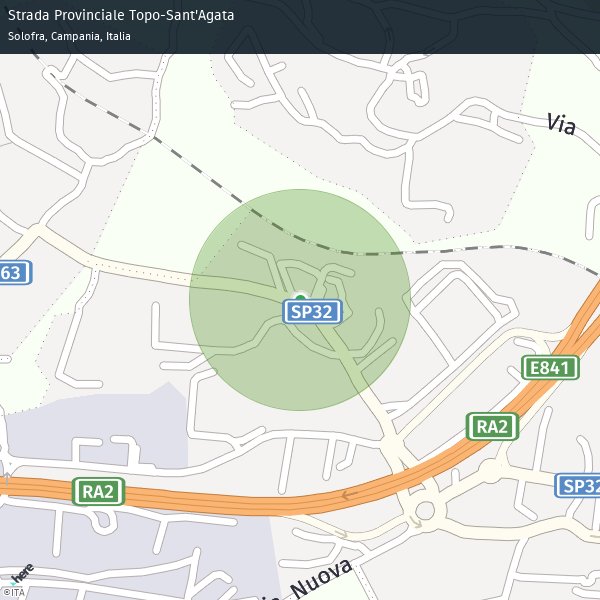 Strada Provinciale Topo-Sant'Agata
Solofra, Campania, Italia
Via
63
SP32
E841
RA2
RA2
SP32
Nuova
here
©ITA